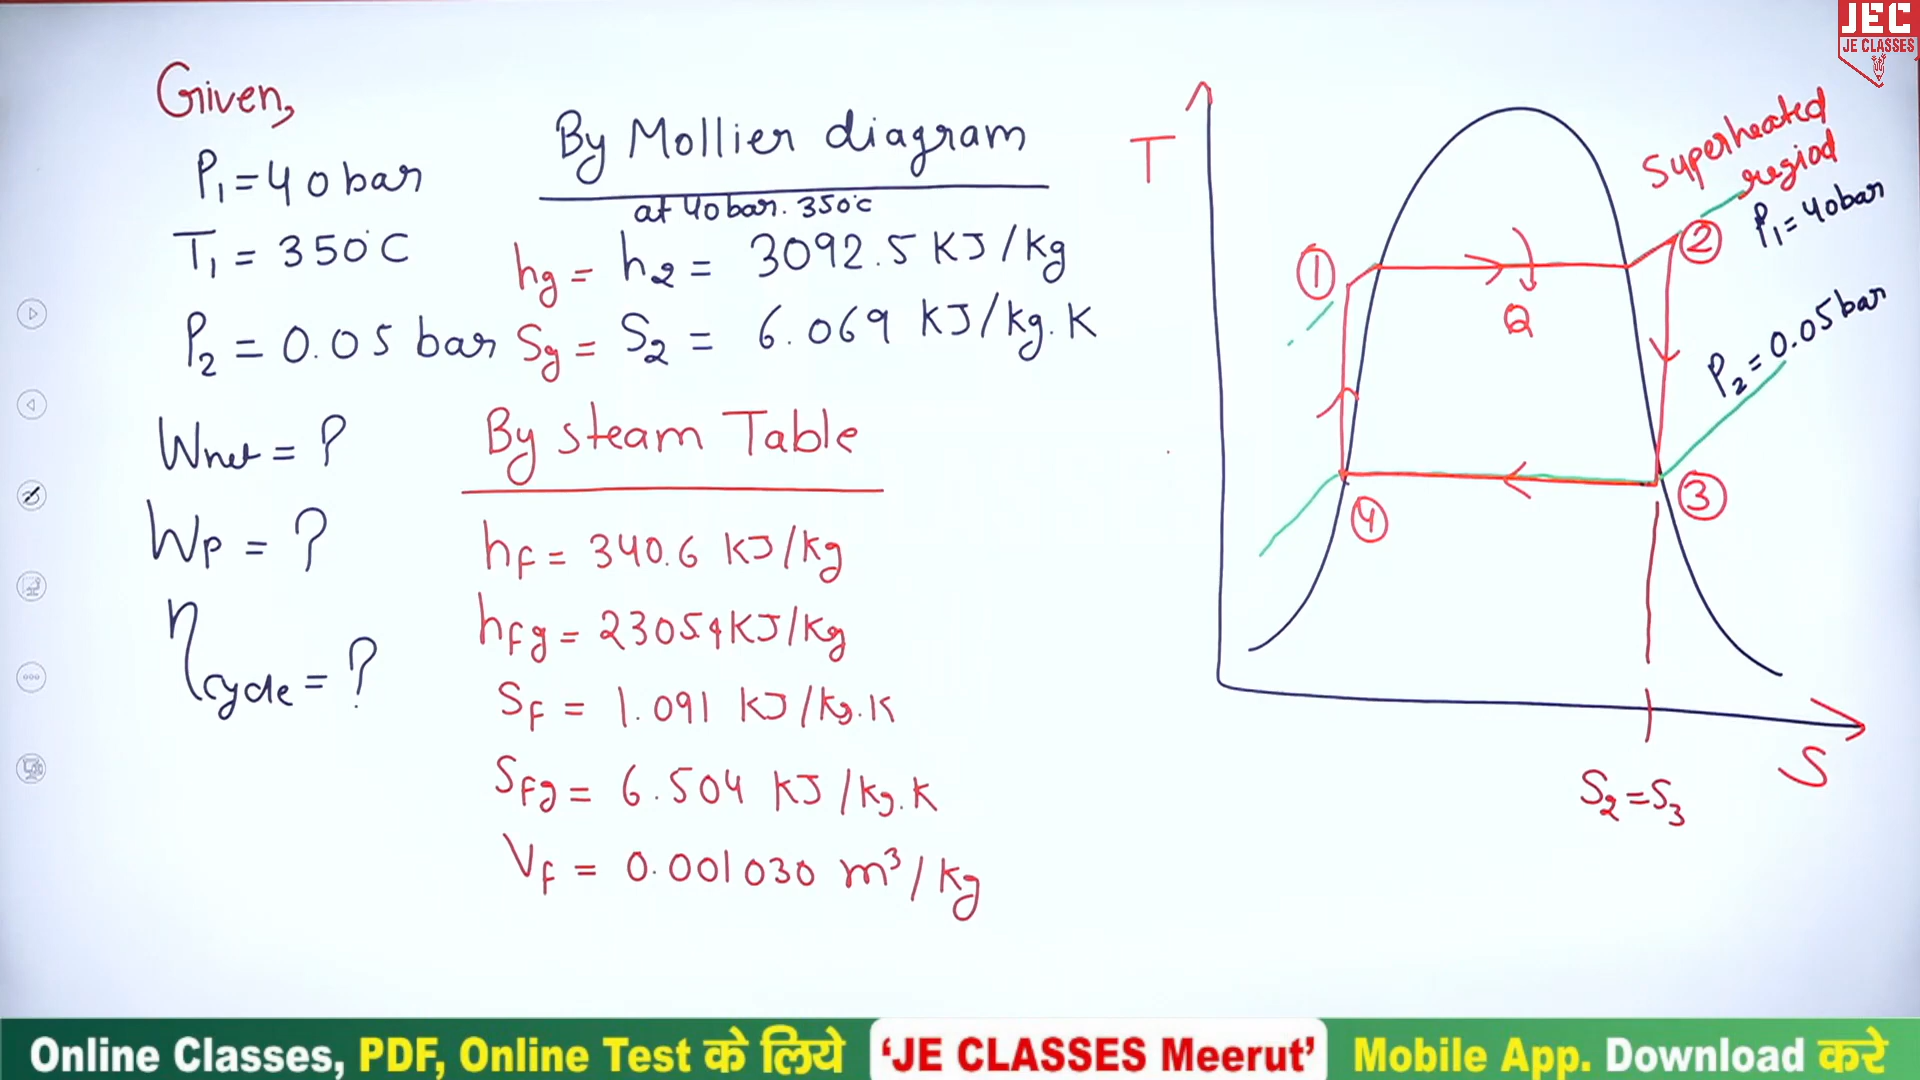 JEC
JE CLASSES
Given,
P₁ = 40 bar
T₁ = 350°C
P₂ = 0.05 bar
Wnet = ?
Wp = ?
ηcycle = ?
By Mollier diagram
at 40 bar. 350°C
hg = h₂ = 3092.5 KJ/kg
Sg = S₂ = 6.069 KJ/kg.K
By steam Table
hF = 340.6 KJ/kg
hFg = 23054 KJ/kg
SF = 1.091 KJ/kg.K
SFg = 6.504 KJ/kg.K
VF = 0.001030 m³/kg
T
Superheated
region
P₁ = 40 bar
①
②
Q
P₂ = 0.05 bar
③
④
S
S₂ = S₃
Online Classes, PDF, Online Test के लिये 'JE CLASSES Meerut' Mobile App. Download करे